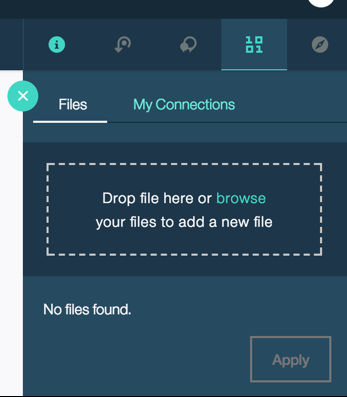 Files
My Connections
Drop file here or browse
your files to add a new file
No files found.
Apply